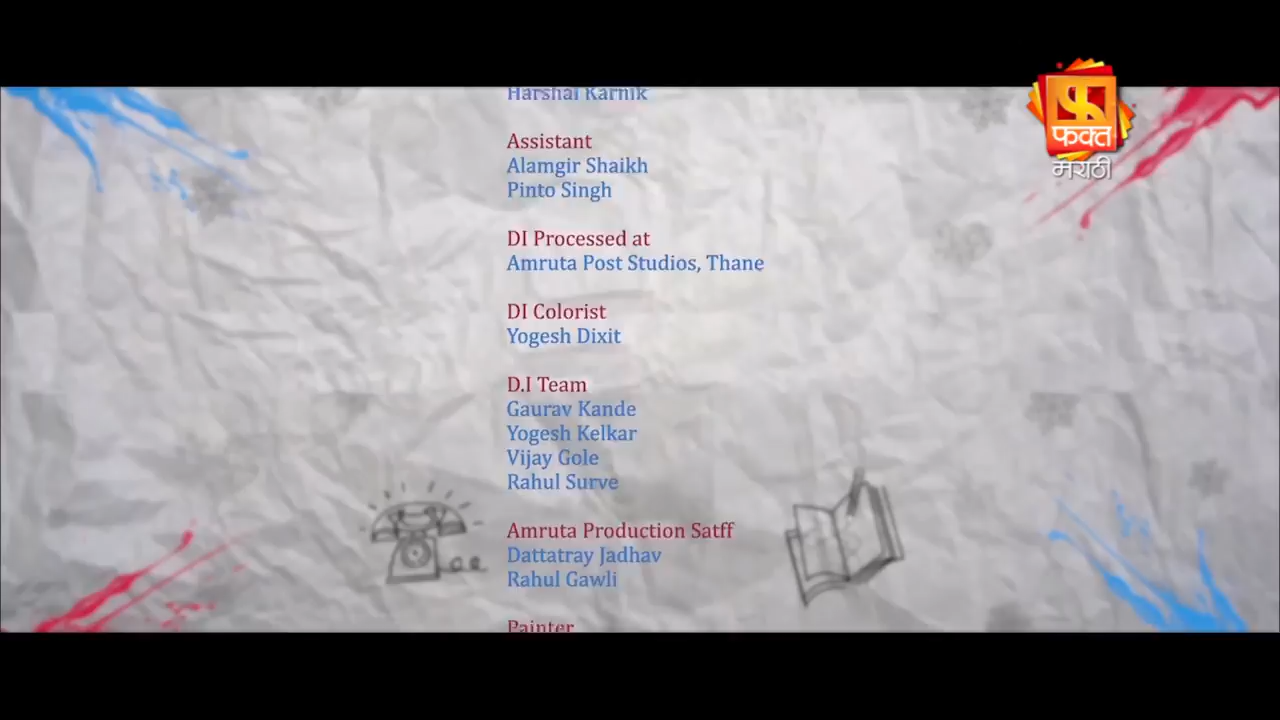 Harshal Karnik
Assistant
Alamgir Shaikh
Pinto Singh
DI Processed at
Amruta Post Studios, Thane
DI Colorist
Yogesh Dixit
D.I Team
Gaurav Kande
Yogesh Kelkar
Vijay Gole
Rahul Surve
Amruta Production Satff
Dattatray Jadhav
Rahul Gawli
Painter
फ
फक्त
मराठी